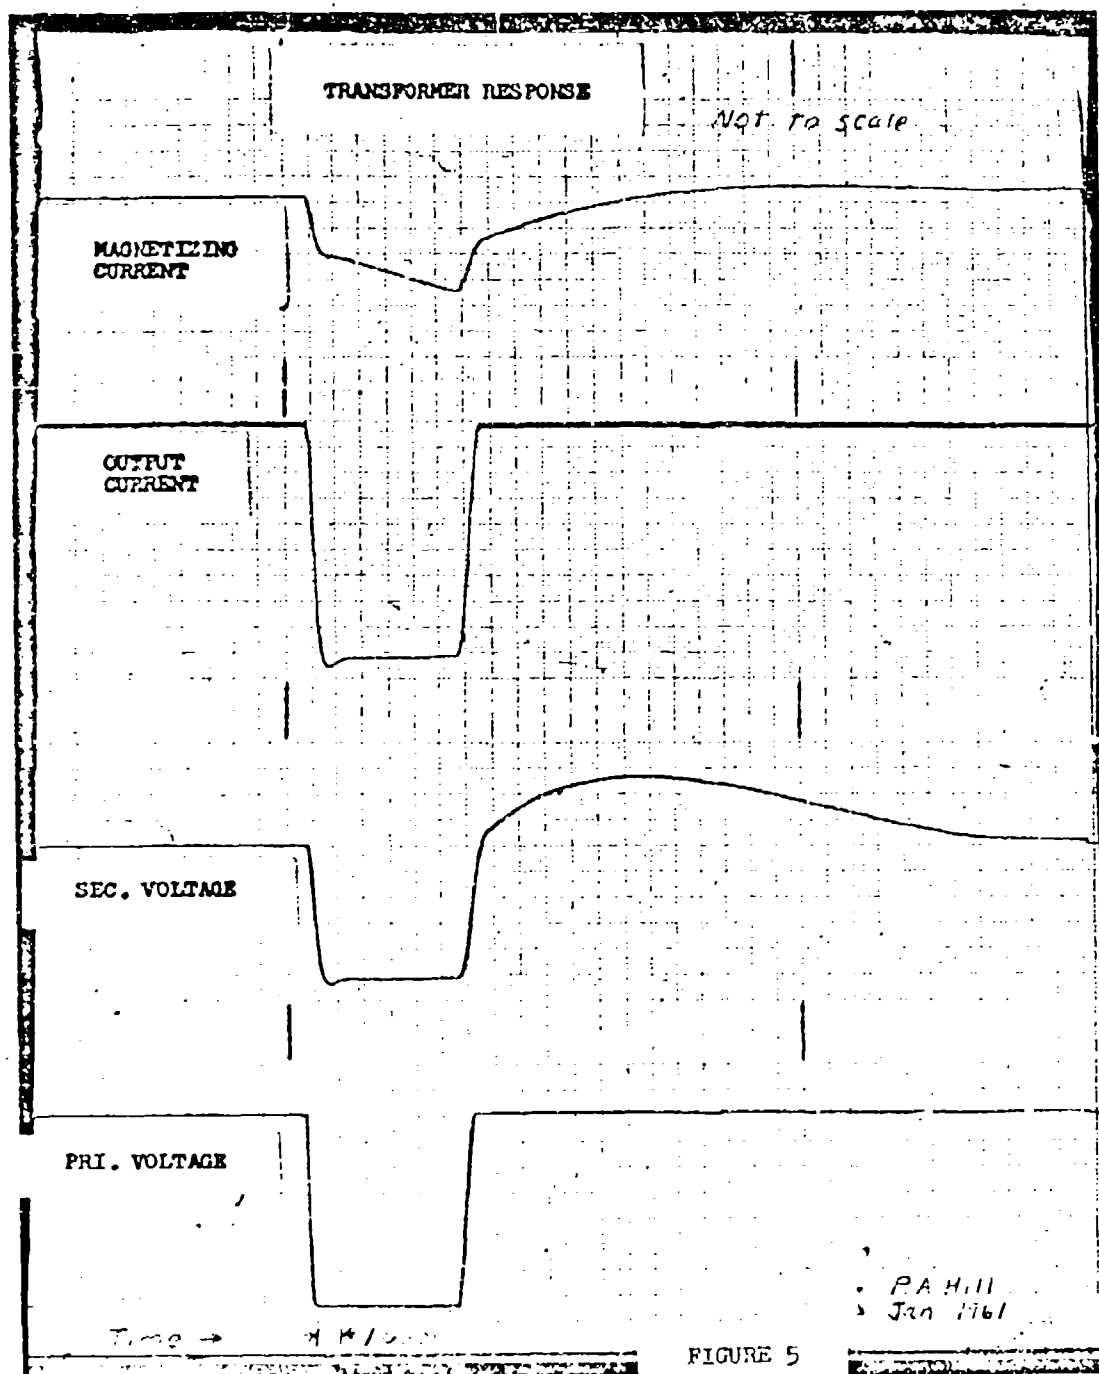 TRANSFORMER RESPONSE
Not to scale
MAGNETIZING
CURRENT
OUTPUT
CURRENT
SEC. VOLTAGE
PRI. VOLTAGE
P.A Hill
Jan 1961
Time →
FIGURE 5